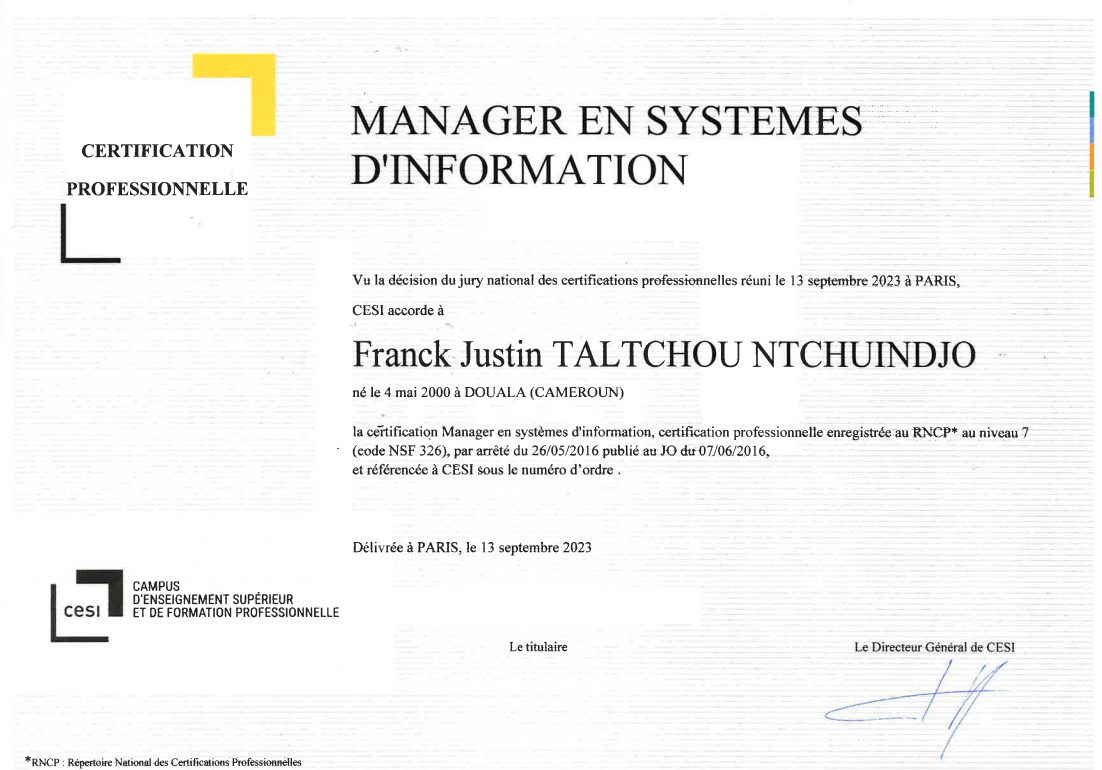 CERTIFICATION
PROFESSIONNELLE
MANAGER EN SYSTEMES
D'INFORMATION
Vu la décision du jury national des certifications professionnelles réuni le 13 septembre 2023 à PARIS,
CESI accorde à
Franck Justin TALTCHOU NTCHUINDJO
né le 4 mai 2000 à DOUALA (CAMEROUN)
la certification Manager en systèmes d'information, certification professionnelle enregistrée au RNCP* au niveau 7
(code NSF 326), par arrêté du 26/05/2016 publié au JO du 07/06/2016,
et référencée à CESI sous le numéro d'ordre .
Délivrée à PARIS, le 13 septembre 2023
cesi
CAMPUS
D'ENSEIGNEMENT SUPÉRIEUR
ET DE FORMATION PROFESSIONNELLE
Le titulaire
Le Directeur Général de CESI
*RNCP : Répertoire National des Certifications Professionnelles